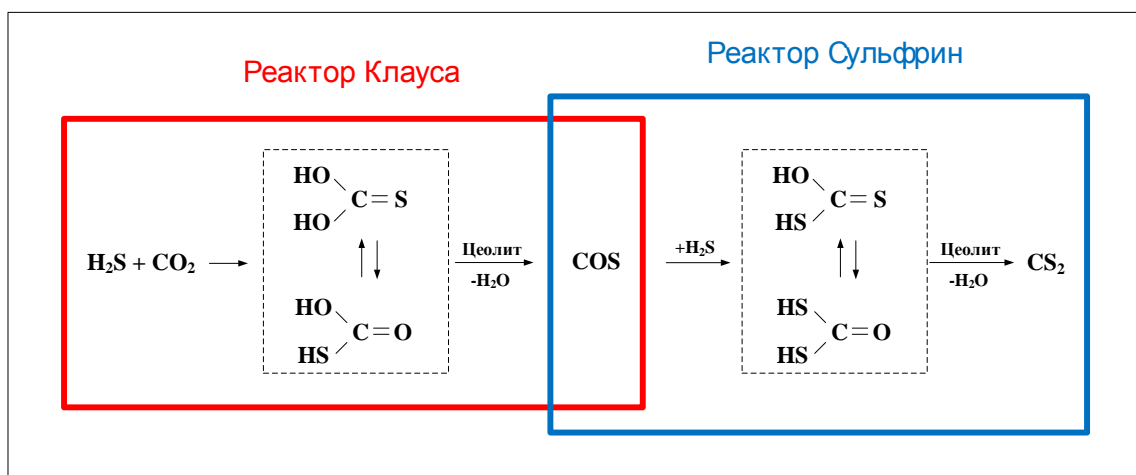 Реактор Клауса
Реактор Сульфрин
HO
HO
C = S
H₂S + CO₂
HO
HS
C = O
Цеолит
-H₂O
COS
+H₂S
HO
HS
C = S
HS
HS
C = O
Цеолит
-H₂O
CS₂